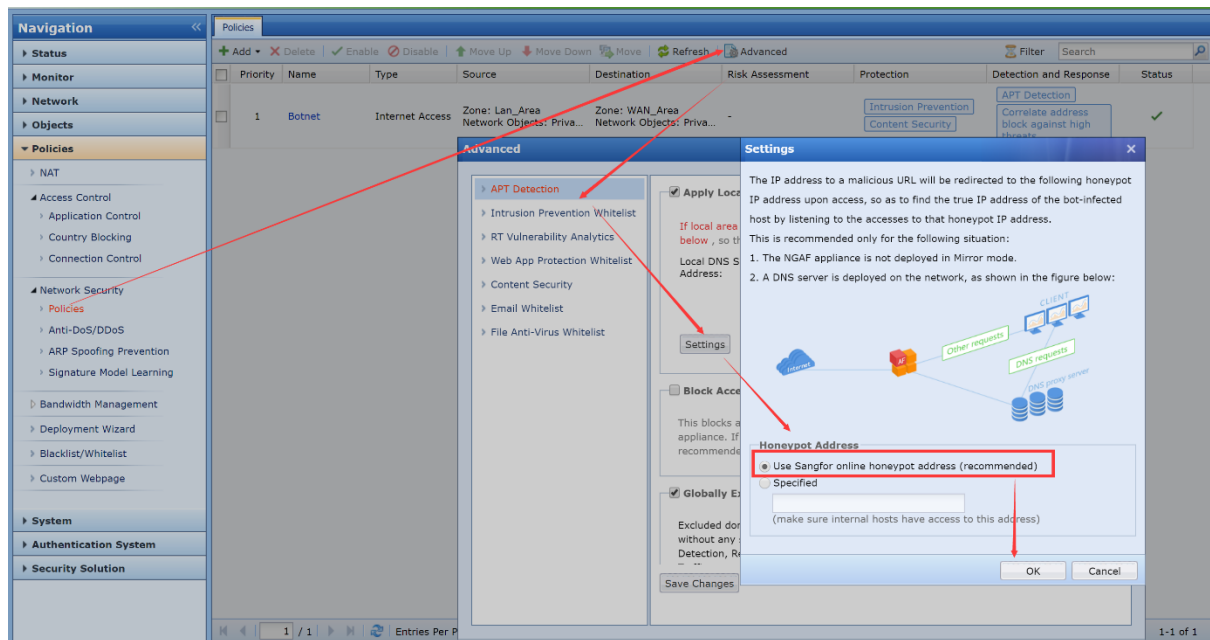 Navigation
Status
Monitor
Network
Objects
Policies
NAT
Access Control
Application Control
Country Blocking
Connection Control
Network Security
Policies
Anti-DoS/DDoS
ARP Spoofing Prevention
Signature Model Learning
Bandwidth Management
Deployment Wizard
Blacklist/Whitelist
Custom Webpage
System
Authentication System
Security Solution
Policies
Add Delete Enable Disable Move Up Move Down Move Refresh Advanced Filter Search
Priority Name Type Source Destination Risk Assessment Protection Detection and Response Status
1 Botnet Internet Access
Zone: Lan_Area
Network Objects: Priva...
Zone: WAN_Area
Network Objects: Priva...
-
Intrusion Prevention
Content Security
APT Detection
Correlate address
block against high
threats
Advanced
APT Detection
Intrusion Prevention Whitelist
RT Vulnerability Analytics
Web App Protection Whitelist
Content Security
Email Whitelist
File Anti-Virus Whitelist
Apply Loca
If local area
below , so th
Local DNS S
Address:
Settings
Block Acce
This blocks a
appliance. If
recommende
Globally Ex
Excluded dom
without any s
Detection, Re
Save Changes
Settings
The IP address to a malicious URL will be redirected to the following honeypot
IP address upon access, so as to find the true IP address of the bot-infected
host by listening to the accesses to that honeypot IP address.
This is recommended only for the following situation:
1. The NGAF appliance is not deployed in Mirror mode.
2. A DNS server is deployed on the network, as shown in the figure below:
CLIENT
Other requests
DNS requests
Internet
AF
DNS proxy server
Honeypot Address
Use Sangfor online honeypot address (recommended)
Specified
(make sure internal hosts have access to this address)
OK Cancel
1 / 1 Entries Per P
1-1 of 1